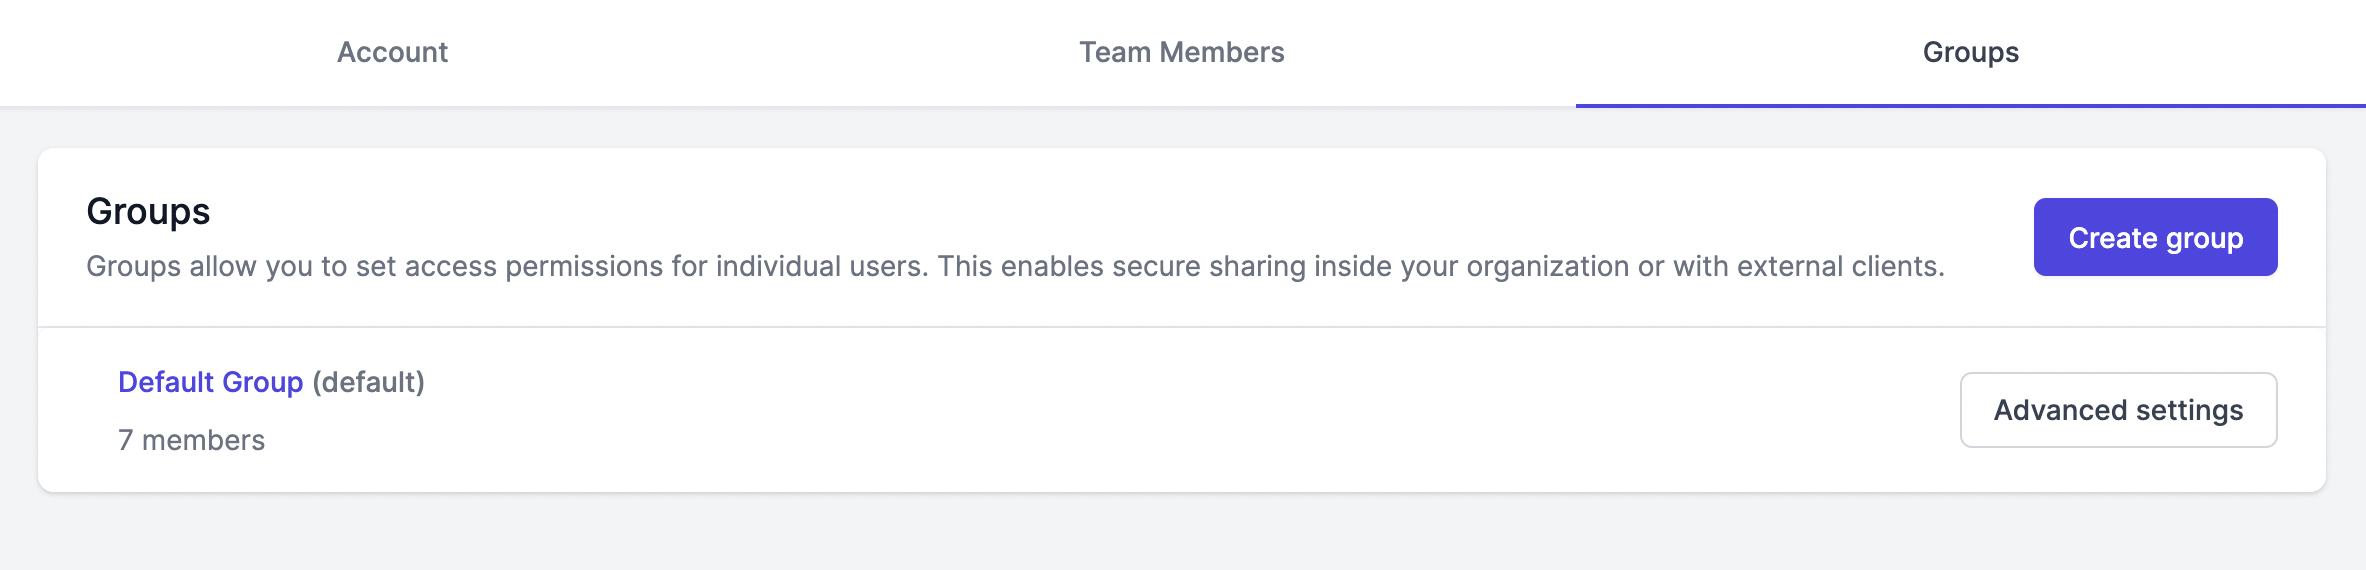 Account
Team Members
Groups
Groups
Groups allow you to set access permissions for individual users. This enables secure sharing inside your organization or with external clients.
Create group
Default Group (default)
7 members
Advanced settings